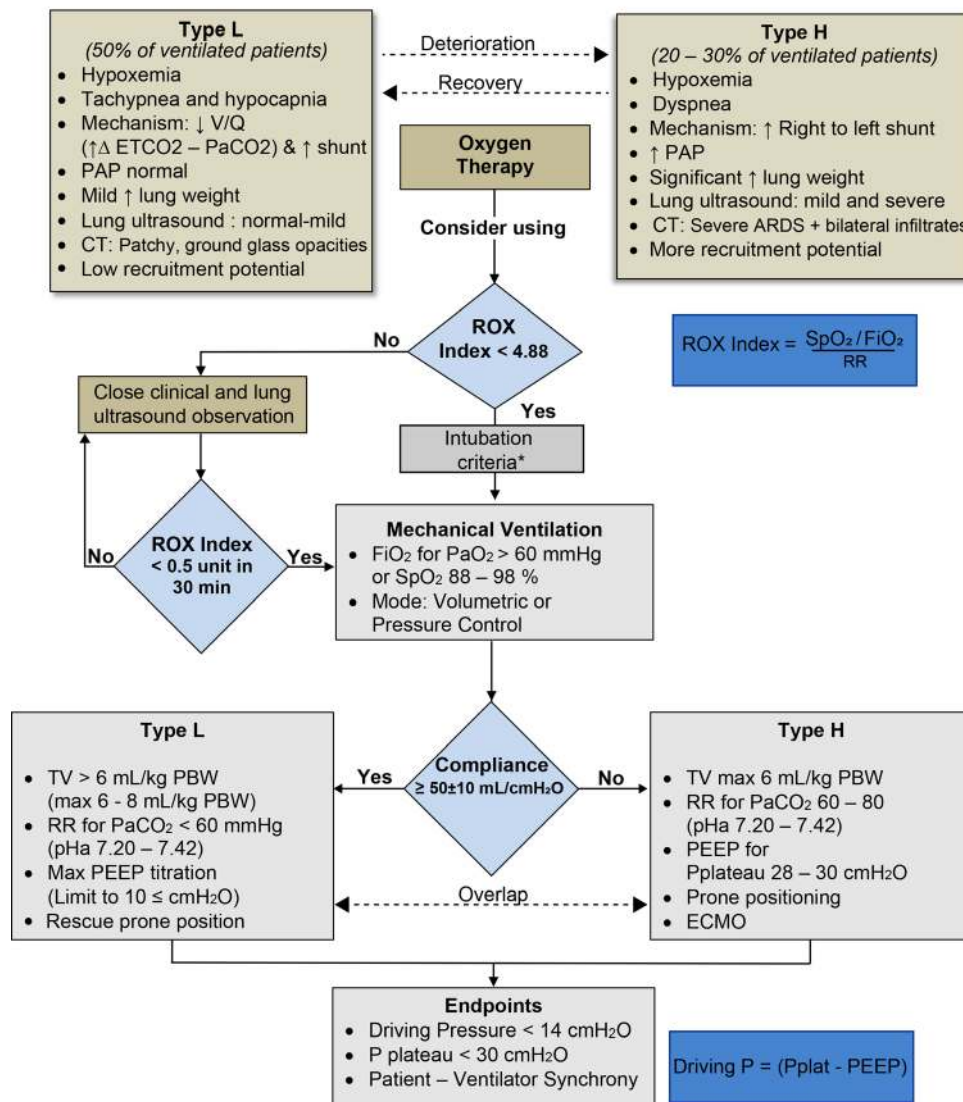 Type L
(50% of ventilated patients)
• Hypoxemia
• Tachypnea and hypocapnia
• Mechanism: ↓ V/Q
(↑Δ ETCO2 – PaCO2) & ↑ shunt
• PAP normal
• Mild ↑ lung weight
• Lung ultrasound : normal-mild
• CT: Patchy, ground glass opacities
• Low recruitment potential
Deterioration
Recovery
Type H
(20 – 30% of ventilated patients)
• Hypoxemia
• Dyspnea
• Mechanism: ↑ Right to left shunt
• ↑ PAP
• Significant ↑ lung weight
• Lung ultrasound: mild and severe
• CT: Severe ARDS + bilateral infiltrates
• More recruitment potential
Oxygen
Therapy
Consider using
ROX
Index < 4.88
ROX Index = SpO₂ / FiO₂
RR
No
Yes
Close clinical and lung
ultrasound observation
Intubation
criteria*
ROX Index
< 0.5 unit in
30 min
No
Yes
Mechanical Ventilation
• FiO₂ for PaO₂ > 60 mmHg
or SpO₂ 88 – 98 %
• Mode: Volumetric or
Pressure Control
Compliance
≥ 50±10 mL/cmH₂O
Yes
No
Type L
• TV > 6 mL/kg PBW
(max 6 - 8 mL/kg PBW)
• RR for PaCO₂ < 60 mmHg
(pHa 7.20 – 7.42)
• Max PEEP titration
(Limit to 10 ≤ cmH₂O)
• Rescue prone position
Overlap
Type H
• TV max 6 mL/kg PBW
• RR for PaCO₂ 60 – 80
(pHa 7.20 – 7.42)
• PEEP for
Pplateau 28 – 30 cmH₂O
• Prone positioning
• ECMO
Endpoints
• Driving Pressure < 14 cmH₂O
• P plateau < 30 cmH₂O
• Patient – Ventilator Synchrony
Driving P = (Pplat - PEEP)